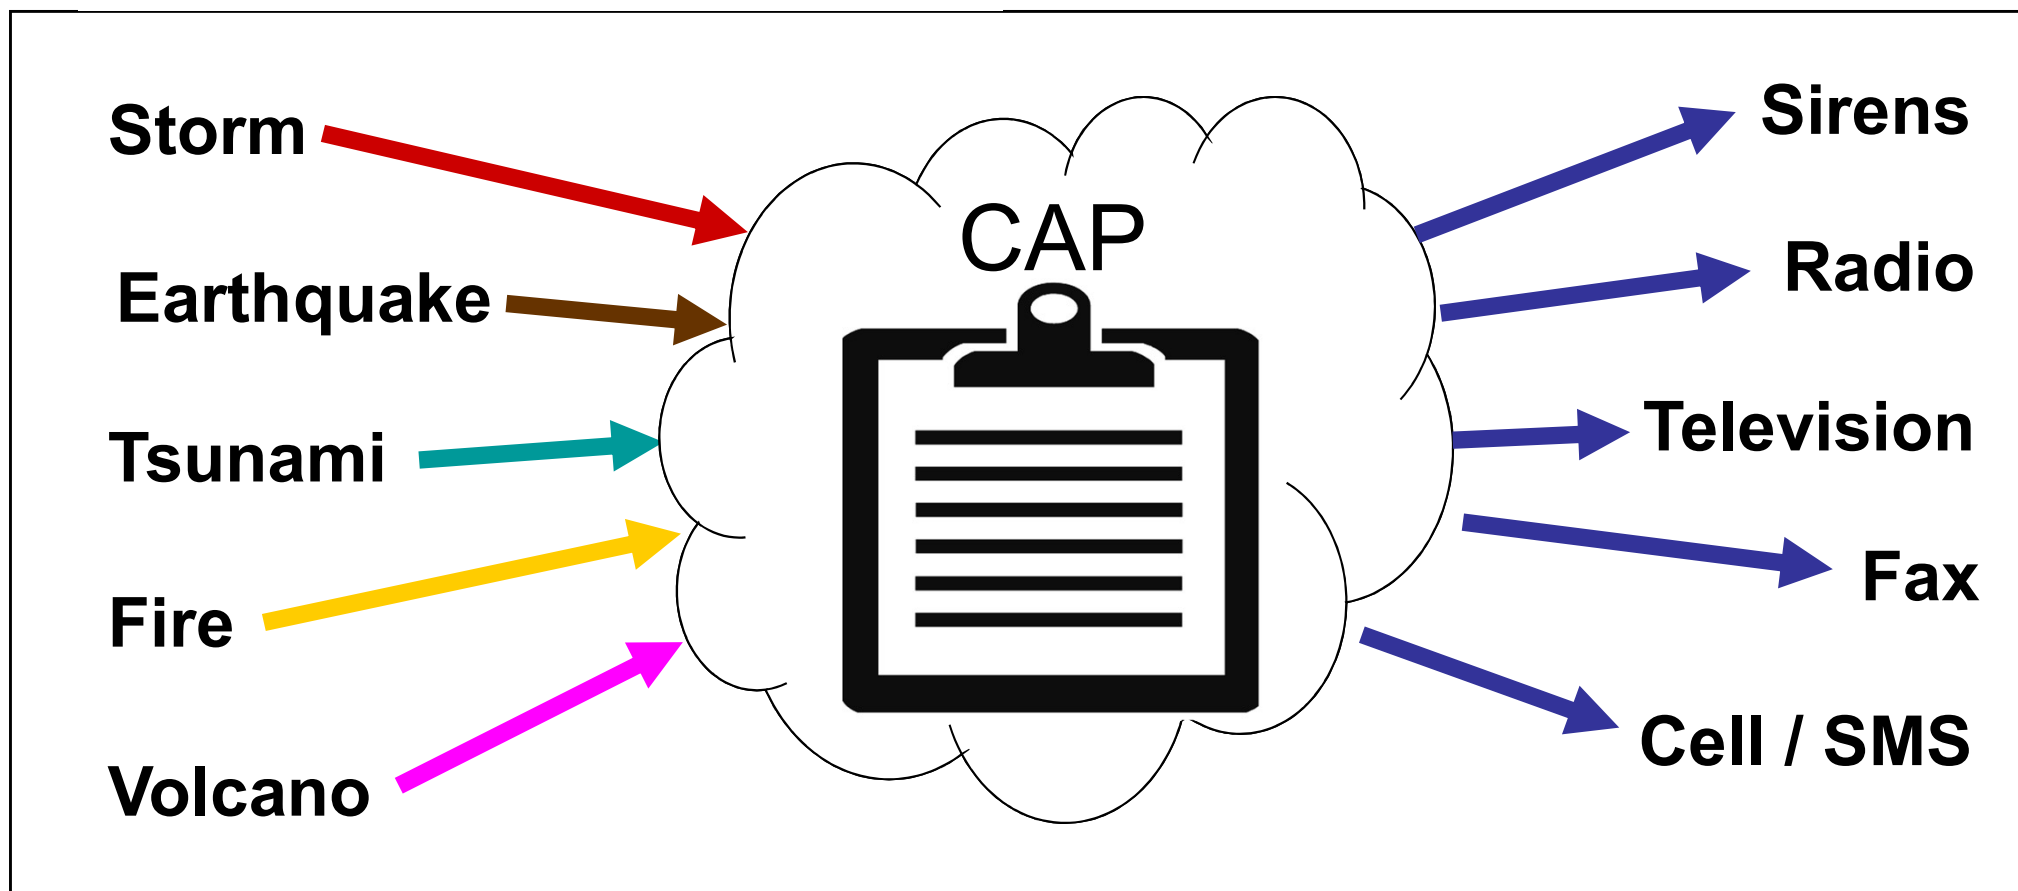 Storm
Earthquake
Tsunami
Fire
Volcano
CAP
Sirens
Radio
Television
Fax
Cell / SMS